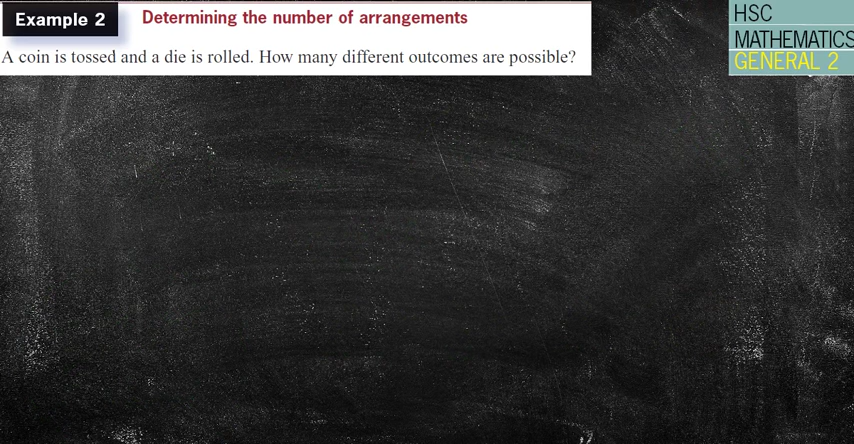 Example 2 Determining the number of arrangements
A coin is tossed and a die is rolled. How many different outcomes are possible?
HSC
MATHEMATICS
GENERAL 2